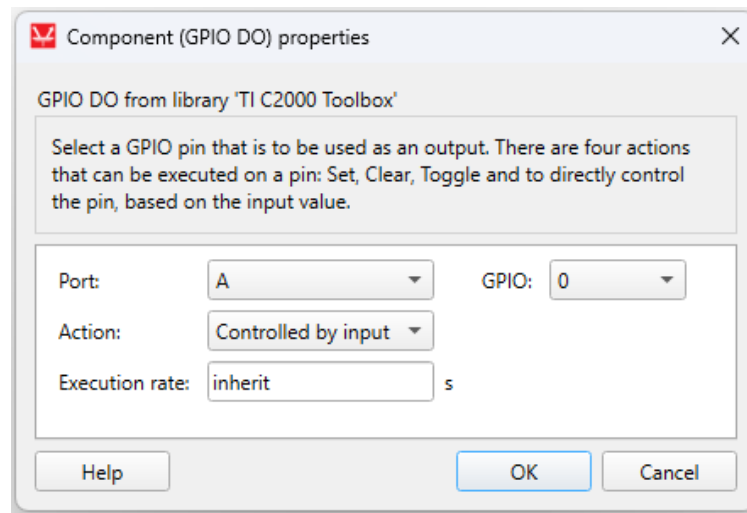 Component (GPIO DO) properties
GPIO DO from library 'TI C2000 Toolbox'
Select a GPIO pin that is to be used as an output. There are four actions
that can be executed on a pin: Set, Clear, Toggle and to directly control
the pin, based on the input value.
Port: A GPIO: 0
Action: Controlled by input
Execution rate: inherit s
Help OK Cancel